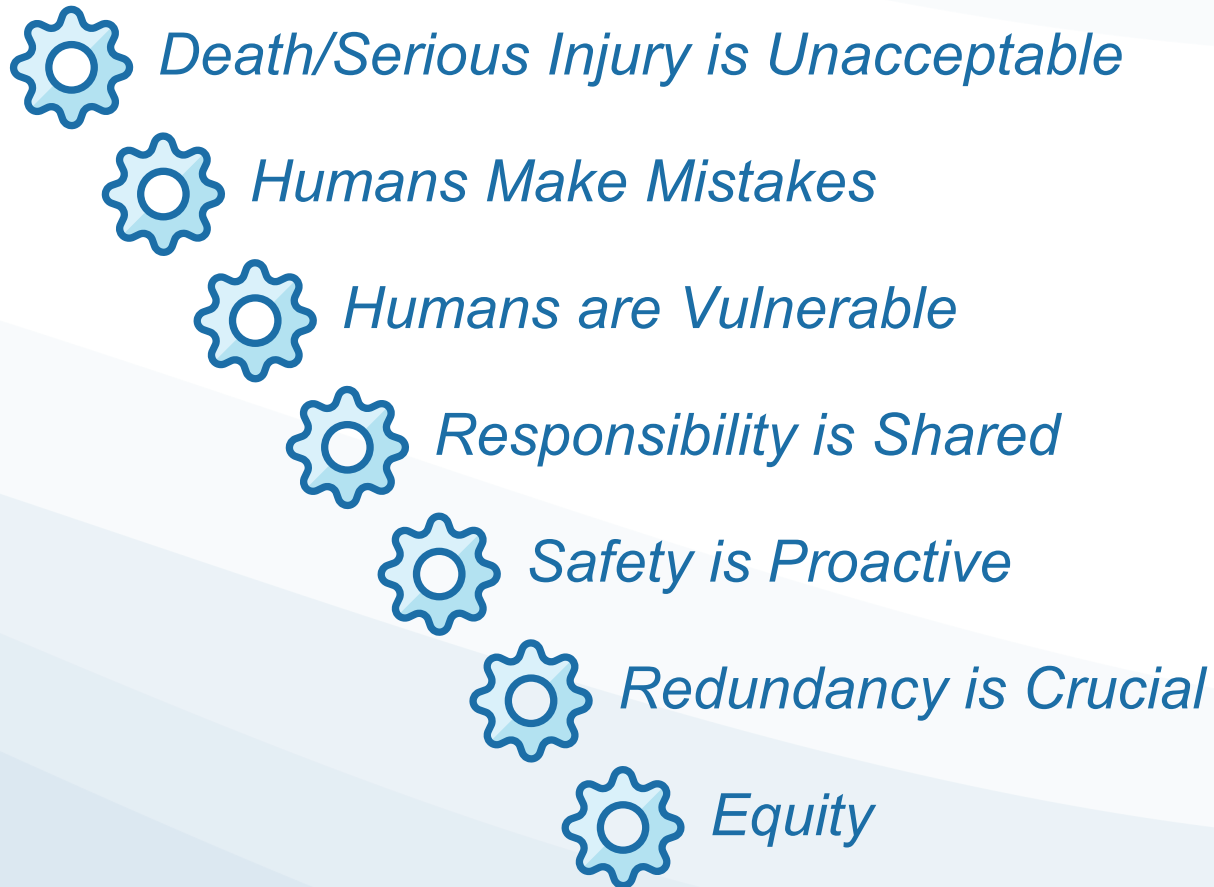 Death/Serious Injury is Unacceptable
Humans Make Mistakes
Humans are Vulnerable
Responsibility is Shared
Safety is Proactive
Redundancy is Crucial
Equity